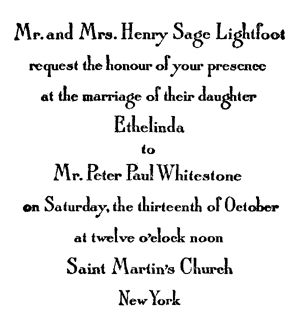 Mr. and Mrs. Henry Sage Lightfoot
request the honour of your presence
at the marriage of their daughter
Ethelinda
to
Mr. Peter Paul Whitestone
on Saturday, the thirteenth of October
at twelve o'clock noon
Saint Martin's Church
New York